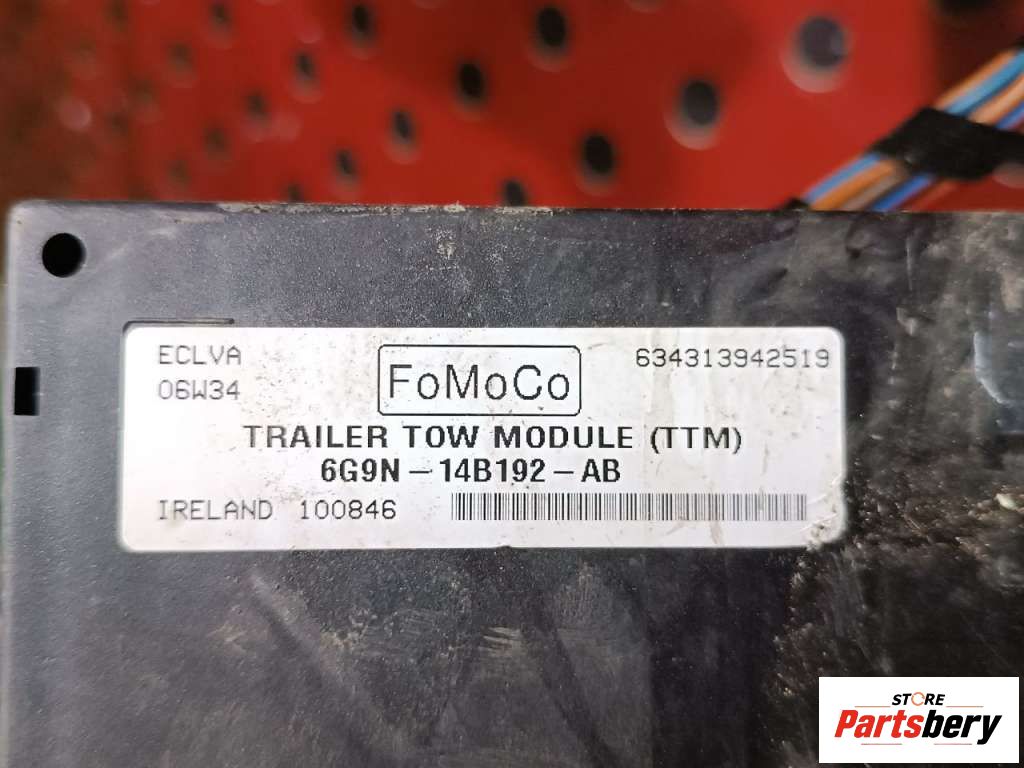 ECLVA
FoMoCo
634313942519
06W34
TRAILER TOW MODULE (TTM)
6G9N - 14B192 - AB
IRELAND 100846
STORE
Partsbery